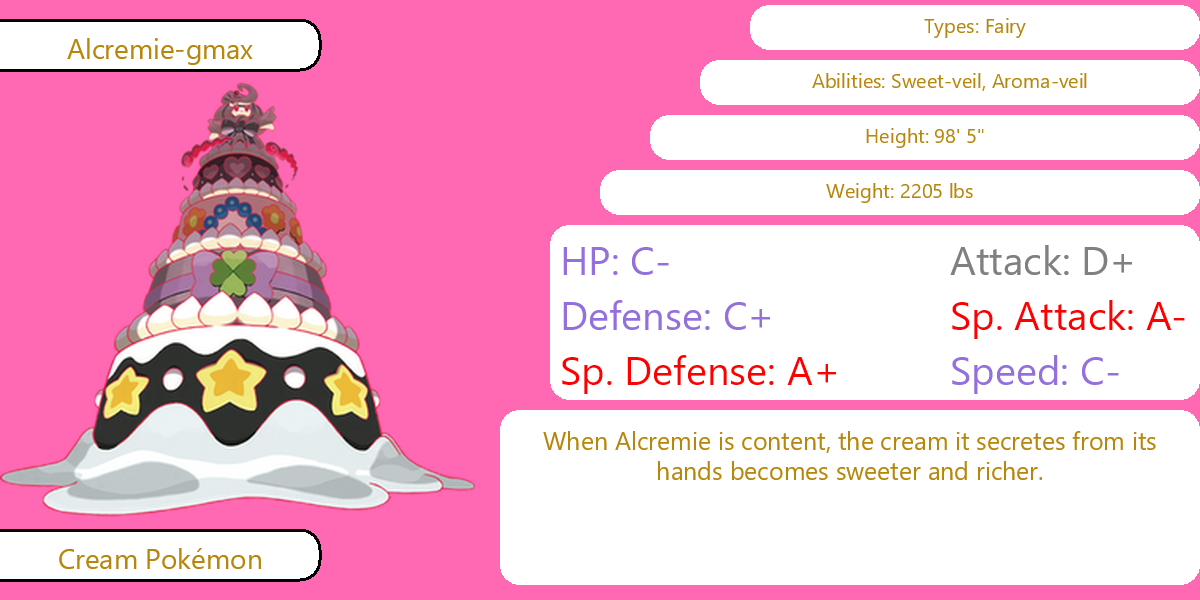 Alcremie-gmax
Types: Fairy
Abilities: Sweet-veil, Aroma-veil
Height: 98' 5"
Weight: 2205 lbs
HP: C-
Attack: D+
Defense: C+
Sp. Attack: A-
Sp. Defense: A+
Speed: C-
When Alcremie is content, the cream it secretes from its
hands becomes sweeter and richer.
Cream Pokémon